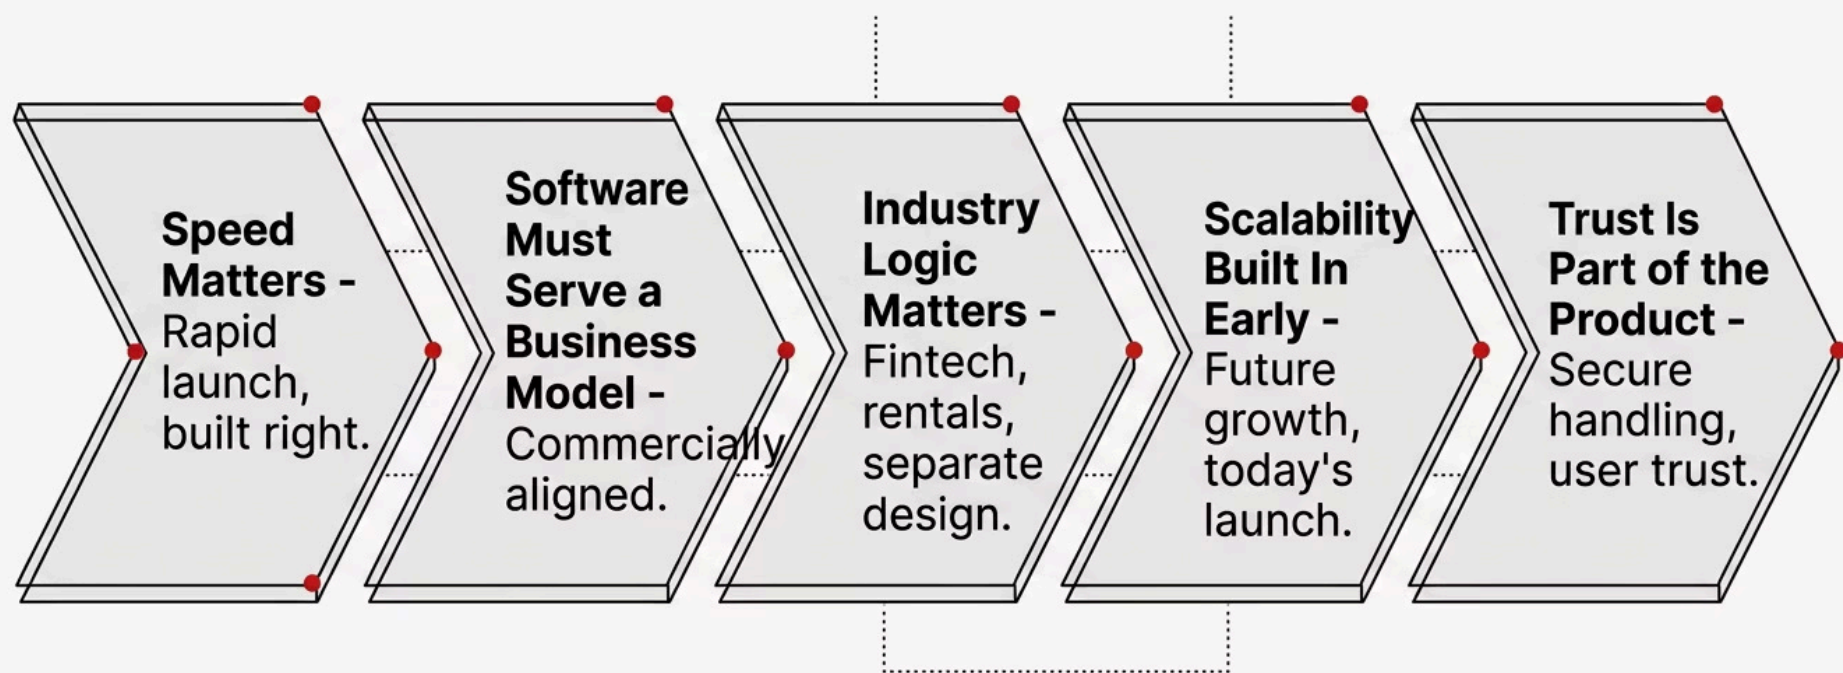 Speed
Matters -
Rapid
launch,
built right.
Software
Must
Serve a
Business
Model -
Commercially
aligned.
Industry
Logic
Matters -
Fintech,
rentals,
separate
design.
Scalability
Built In
Early -
Future
growth,
today's
launch.
Trust Is
Part of the
Product -
Secure
handling,
user trust.